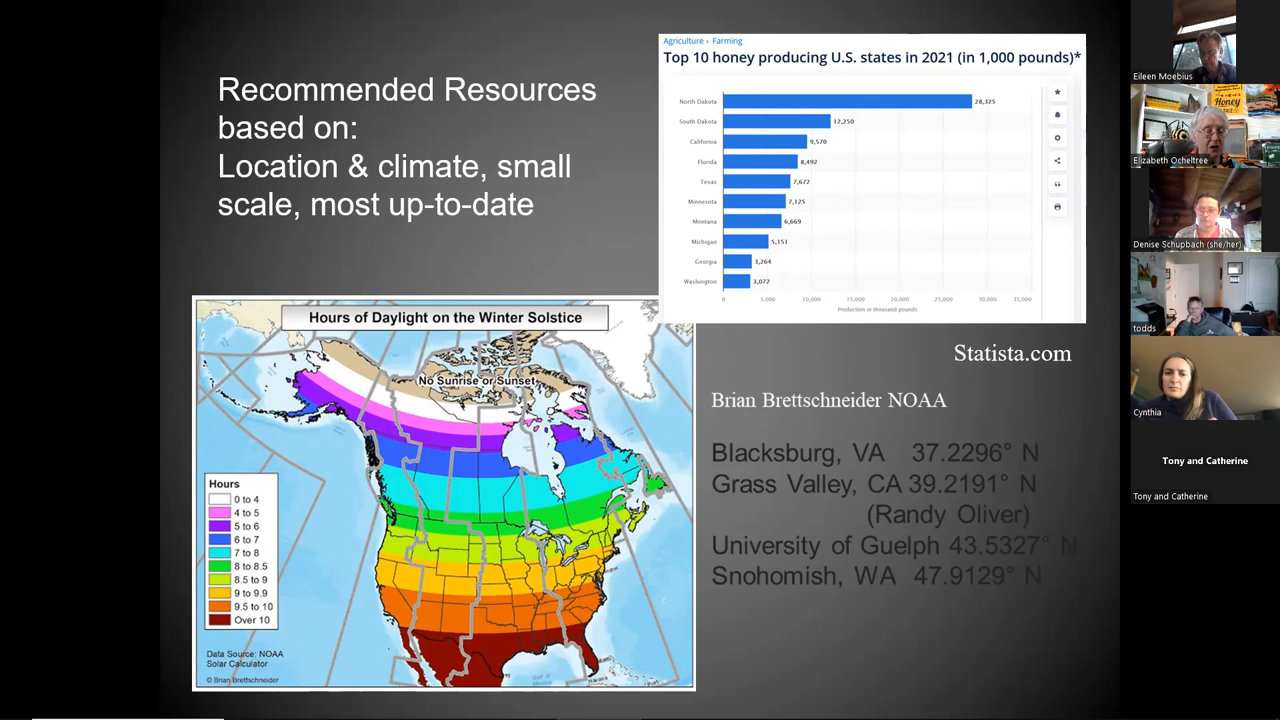 Recommended Resources
based on:
Location & climate, small
scale, most up-to-date
Agriculture › Farming
Top 10 honey producing U.S. states in 2021 (in 1,000 pounds)*
North Dakota 28,325
South Dakota 12,250
California 9,570
Florida 8,492
Texas 7,672
Minnesota 7,125
Montana 6,669
Michigan 5,151
Georgia 3,264
Washington 3,072
0 5,000 10,000 15,000 20,000 25,000 30,000 35,000
Production in thousand pounds
Statista.com
Hours of Daylight on the Winter Solstice
No Sunrise or Sunset
Hours
0 to 4
4 to 5
5 to 6
6 to 7
7 to 8
8 to 8.5
8.5 to 9
9 to 9.9
9.5 to 10
Over 10
Data Source: NOAA
Solar Calculator
© Brian Brettschneider
Gulf of
Mexico
Havana
Brian Brettschneider NOAA
Blacksburg, VA 37.2296° N
Grass Valley, CA 39.2191° N
(Randy Oliver)
University of Guelph 43.5327° N
Snohomish, WA 47.9129° N
Eileen Moebius
Honey
Elizabeth Ocheltree
Denise Schupbach (she/her)
todds
Cynthia
Tony and Catherine
Tony and Catherine